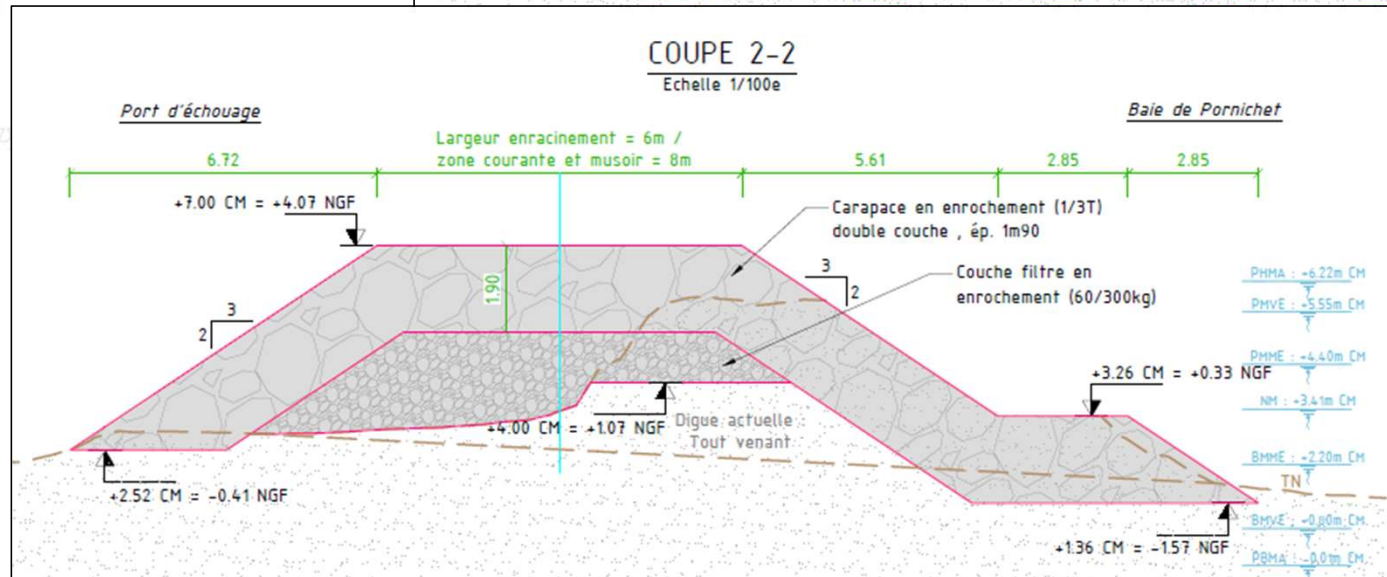 COUPE 2-2
Echelle 1/100e
Port d'échouage
Baie de Pornichet
Largeur enracinement = 6m /
zone courante et musoir = 8m
6.72
5.61
2.85
2.85
+7.00 CM = +4.07 NGF
Carapace en enrochement (1/3T)
double couche , ép. 1m90
3
2
Couche filtre en
enrochement (60/300kg)
1.90
3
2
PHMA : +6.22m CM
PMVE : +5.55m CM
PMME : +4.40m CM
+3.26 CM = +0.33 NGF
NM : +3.41m CM
+4.00 CM = +1.07 NGF
Digue actuelle :
Tout venant
BMME : +2.20m CM
TN
+2.52 CM = -0.41 NGF
BMVE : +0.80m CM
+1.36 CM = -1.57 NGF
PBMA : -0.01m CM